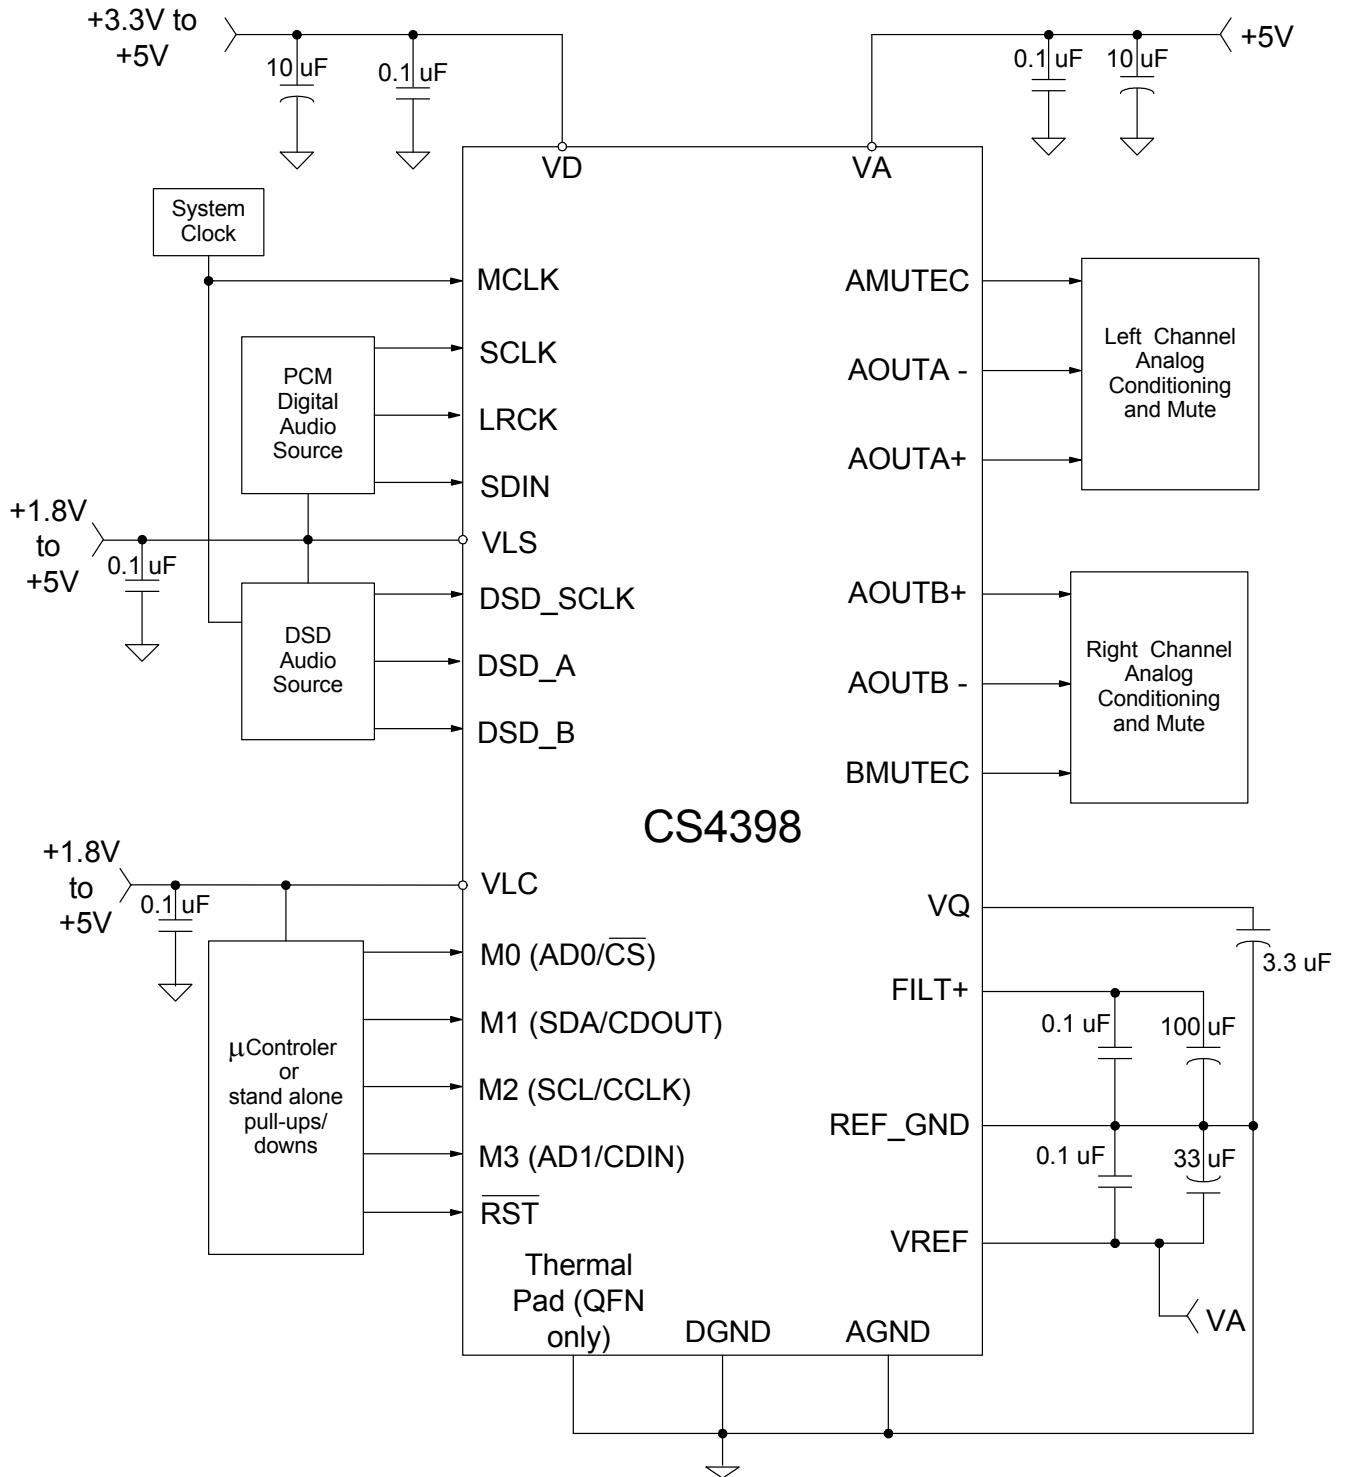 +3.3V to
+5V
10 uF
0.1 uF
0.1 uF
10 uF
+5V
VD
VA
System
Clock
MCLK
SCLK
LRCK
SDIN
PCM
Digital
Audio
Source
+1.8V
to
+5V
0.1 uF
VLS
DSD_SCLK
DSD_A
DSD_B
DSD
Audio
Source
AMUTEC
AOUTA -
AOUTA+
Left Channel
Analog
Conditioning
and Mute
AOUTB+
AOUTB -
BMUTEC
Right Channel
Analog
Conditioning
and Mute
CS4398
+1.8V
to
+5V
0.1 uF
VLC
M0 (AD0/C̅S̅)
M1 (SDA/CDOUT)
M2 (SCL/CCLK)
M3 (AD1/CDIN)
R̅S̅T̅
µControler
or
stand alone
pull-ups/
downs
VQ
3.3 uF
FILT+
0.1 uF
100 uF
REF_GND
0.1 uF
33 uF
VREF
VA
Thermal
Pad (QFN
only)
DGND
AGND